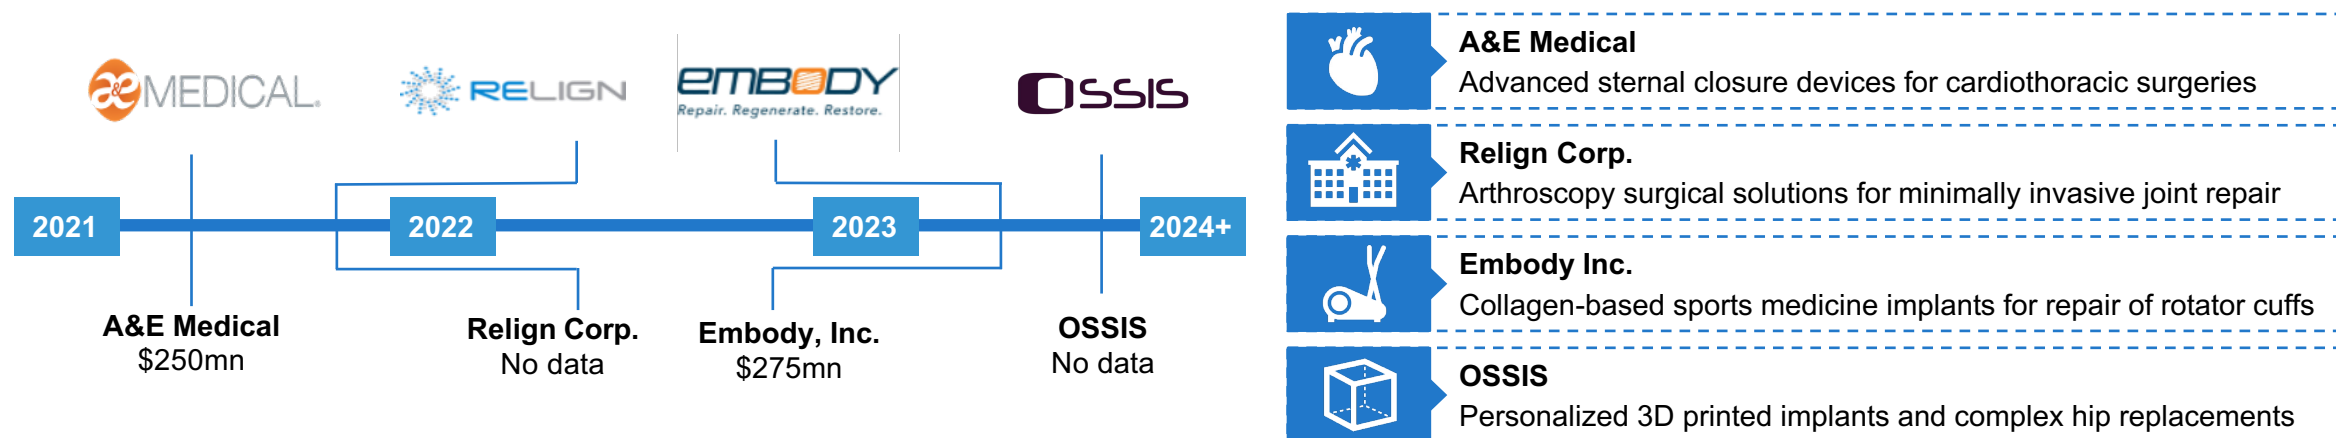 æ&e MEDICAL.
RELIGN
EMBODY
Repair. Regenerate. Restore.
OSSIS
2021
2022
2023
2024+
A&E Medical
$250mn
Relign Corp.
No data
Embody, Inc.
$275mn
OSSIS
No data
A&E Medical
Advanced sternal closure devices for cardiothoracic surgeries
Relign Corp.
Arthroscopy surgical solutions for minimally invasive joint repair
Embody Inc.
Collagen-based sports medicine implants for repair of rotator cuffs
OSSIS
Personalized 3D printed implants and complex hip replacements